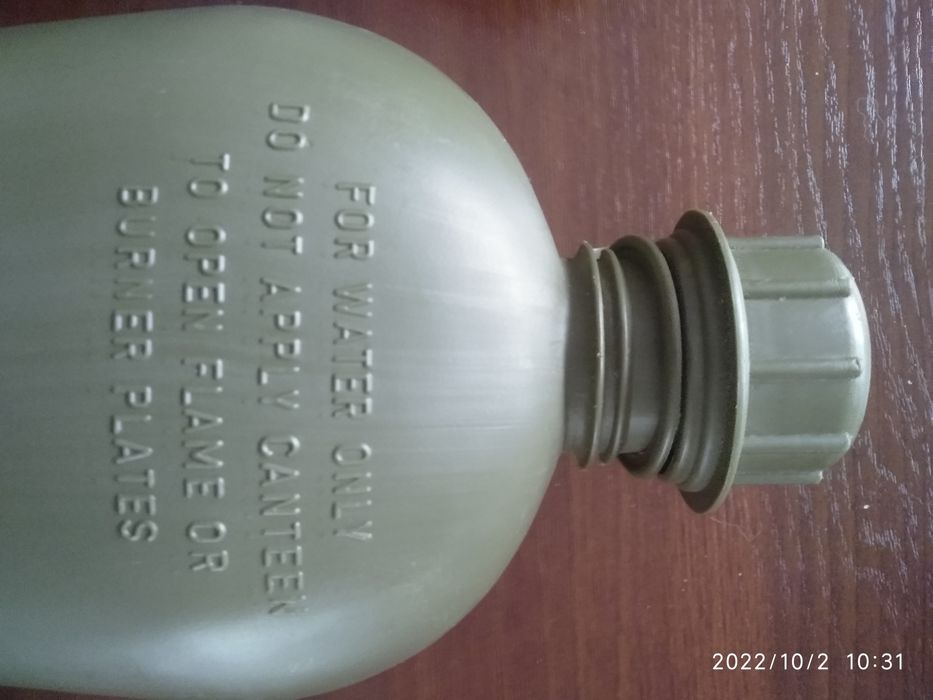 FOR WATER ONLY
DO NOT APPLY CANTEEN
TO OPEN FLAME OR
BURNER PLATES
2022/10/2 10:31